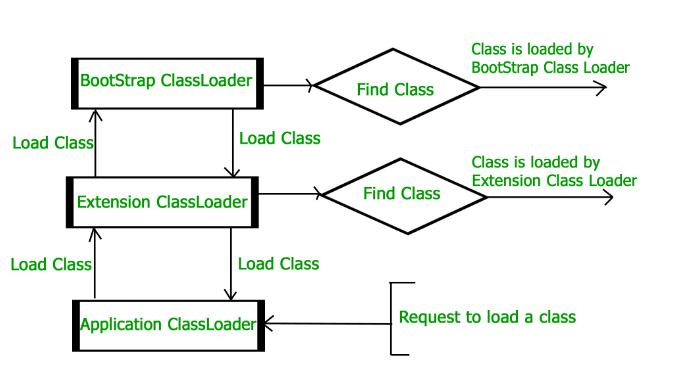 Class is loaded by
BootStrap Class Loader
BootStrap ClassLoader
Find Class
Load Class
Load Class
Class is loaded by
Extension Class Loader
Extension ClassLoader
Find Class
Load Class
Load Class
Application ClassLoader
Request to load a class